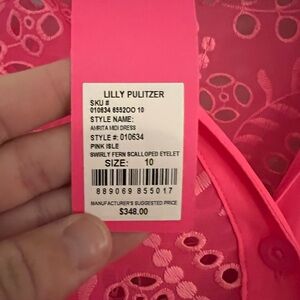 LILLY PULITZER
SKU #
010634 6552OO 10
STYLE NAME:
AMRITA MIDI DRESS
STYLE #: 010634
PINK ISLE
SWIRLY FERN SCALLOPED EYELET
SIZE: 10
889069 855017
MANUFACTURER'S SUGGESTED PRICE
$348.00